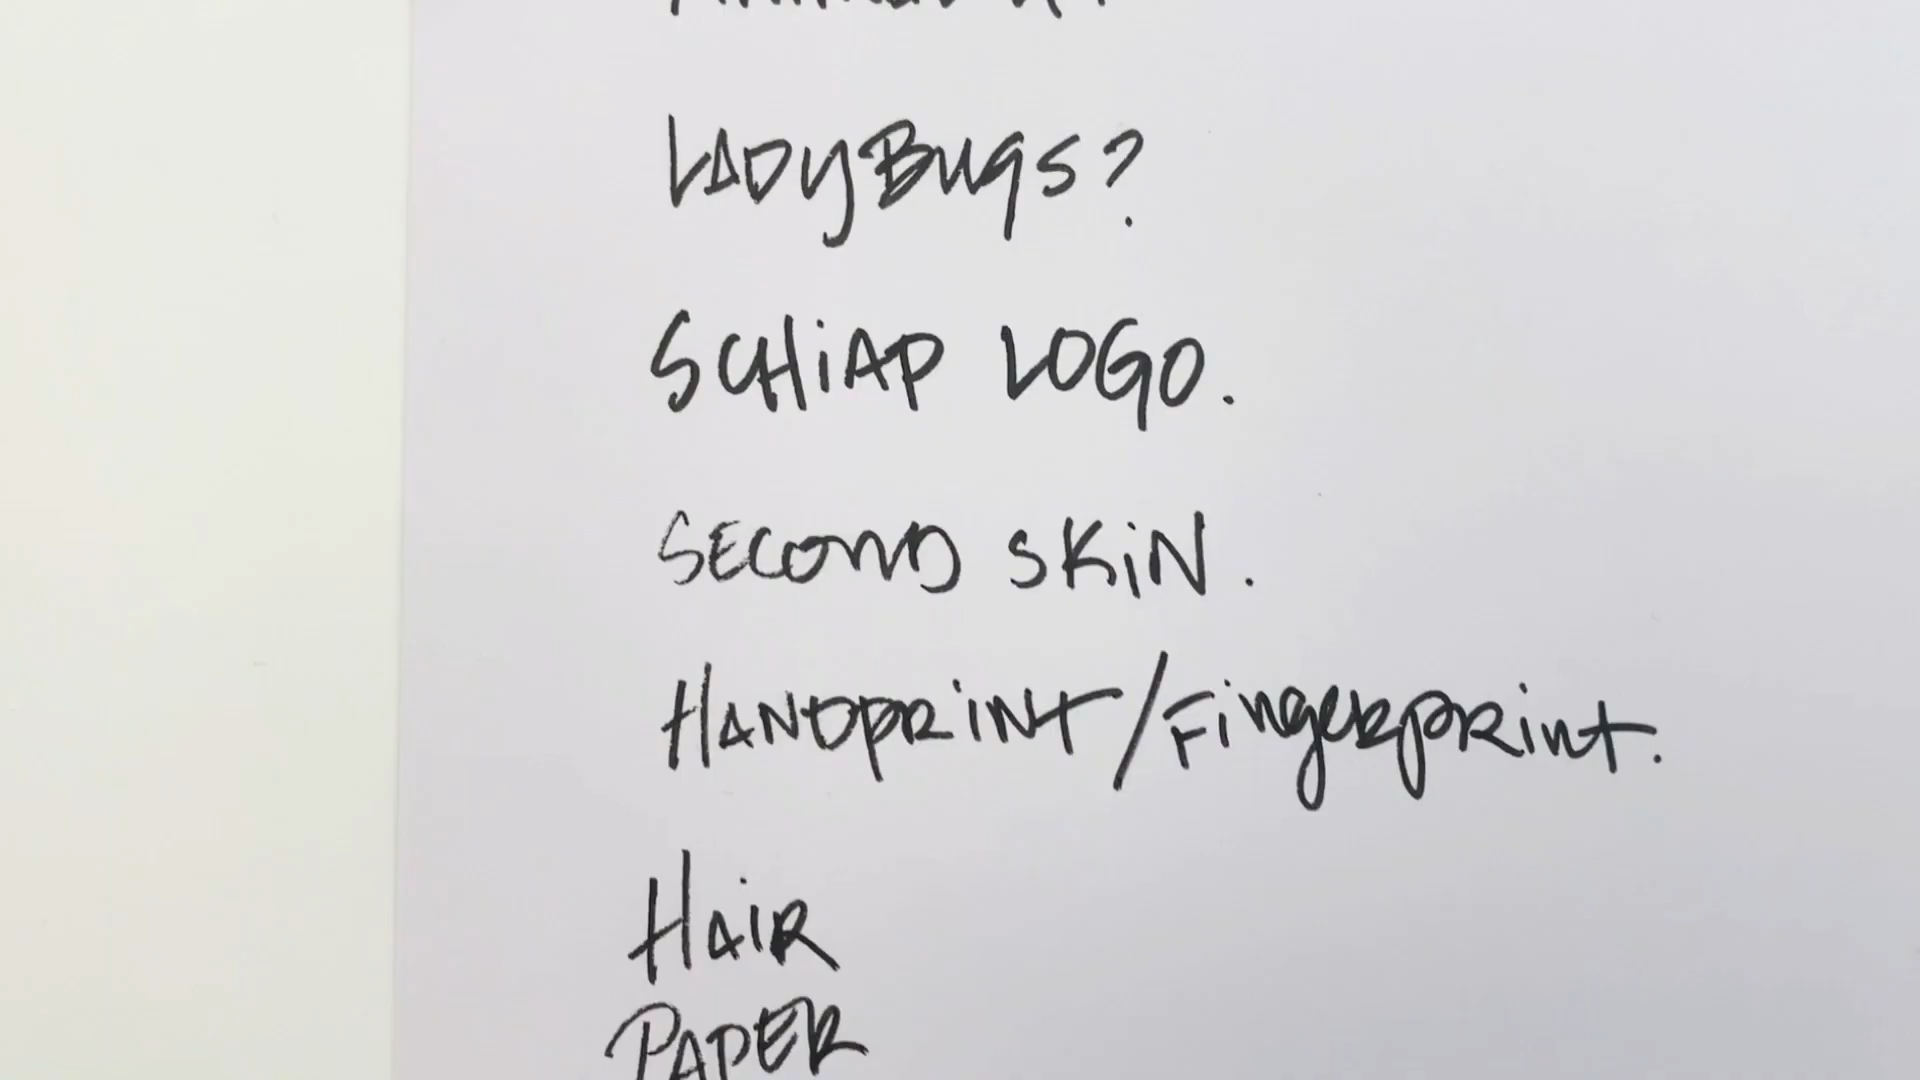 LADYBugs?
SCHiAP LOGO.
SECOND SKiN.
HANDPRiNT/Fingerprint.
HAiR
PAPER